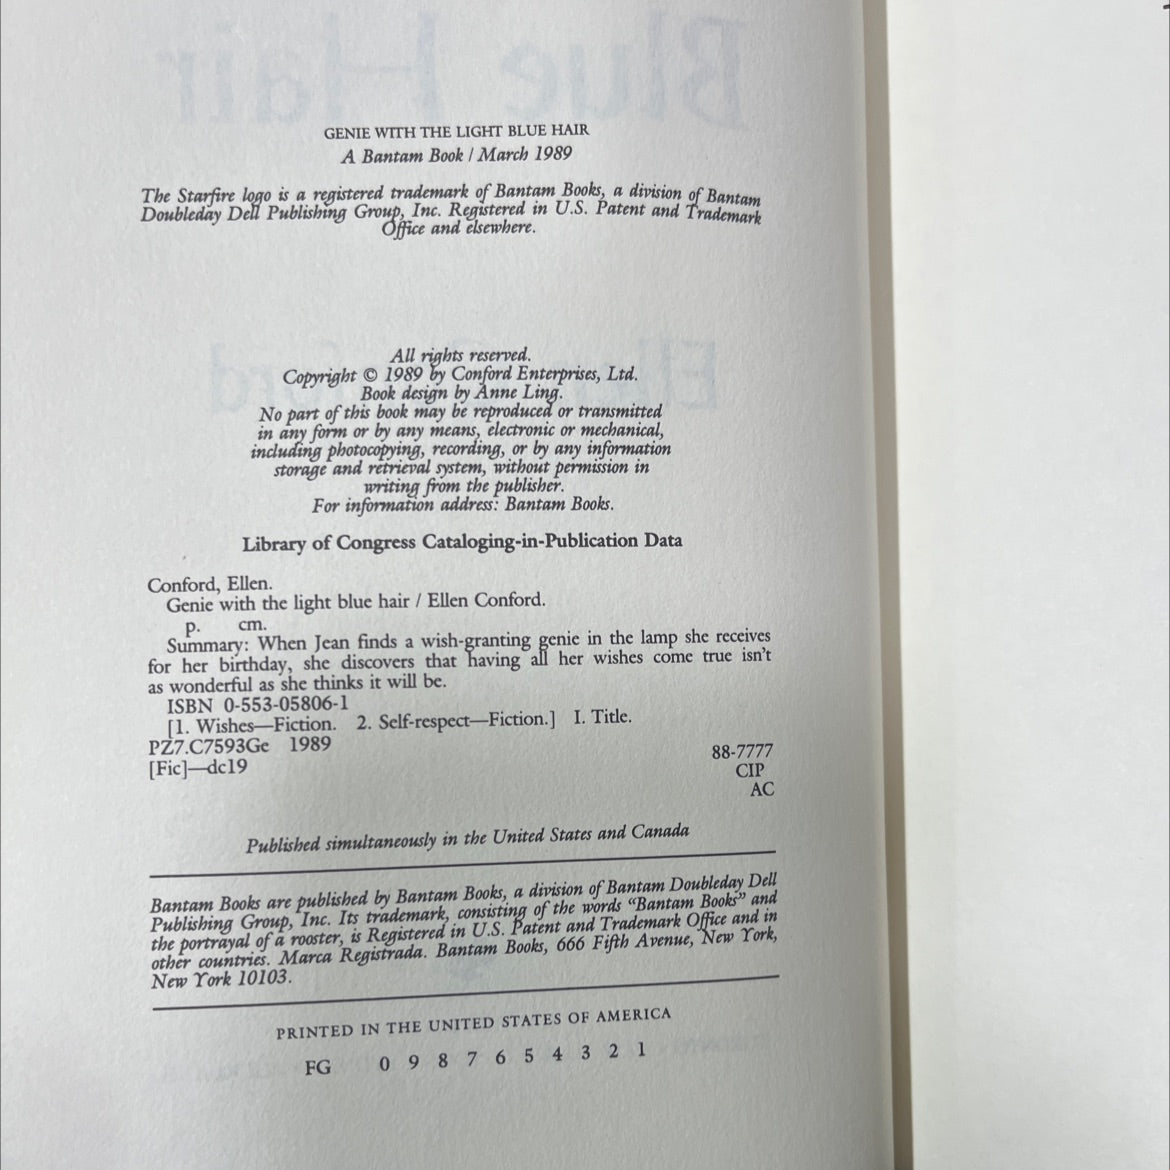 GENIE WITH THE LIGHT BLUE HAIR
A Bantam Book / March 1989
The Starfire logo is a registered trademark of Bantam Books, a division of Bantam
Doubleday Dell Publishing Group, Inc. Registered in U.S. Patent and Trademark
Office and elsewhere.
All rights reserved.
Copyright © 1989 by Conford Enterprises, Ltd.
Book design by Anne Ling.
No part of this book may be reproduced or transmitted
in any form or by any means, electronic or mechanical,
including photocopying, recording, or by any information
storage and retrieval system, without permission in
writing from the publisher.
For information address: Bantam Books.
Library of Congress Cataloging-in-Publication Data
Conford, Ellen.
Genie with the light blue hair / Ellen Conford.
p. cm.
Summary: When Jean finds a wish-granting genie in the lamp she receives
for her birthday, she discovers that having all her wishes come true isn't
as wonderful as she thinks it will be.
ISBN 0-553-05806-1
[1. Wishes—Fiction. 2. Self-respect—Fiction.] I. Title.
PZ7.C7593Ge 1989
[Fic]—dc19
88-7777
CIP
AC
Published simultaneously in the United States and Canada
Bantam Books are published by Bantam Books, a division of Bantam Doubleday Dell
Publishing Group, Inc. Its trademark, consisting of the words "Bantam Books" and
the portrayal of a rooster, is Registered in U.S. Patent and Trademark Office and in
other countries. Marca Registrada. Bantam Books, 666 Fifth Avenue, New York,
New York 10103.
PRINTED IN THE UNITED STATES OF AMERICA
FG 0 9 8 7 6 5 4 3 2 1